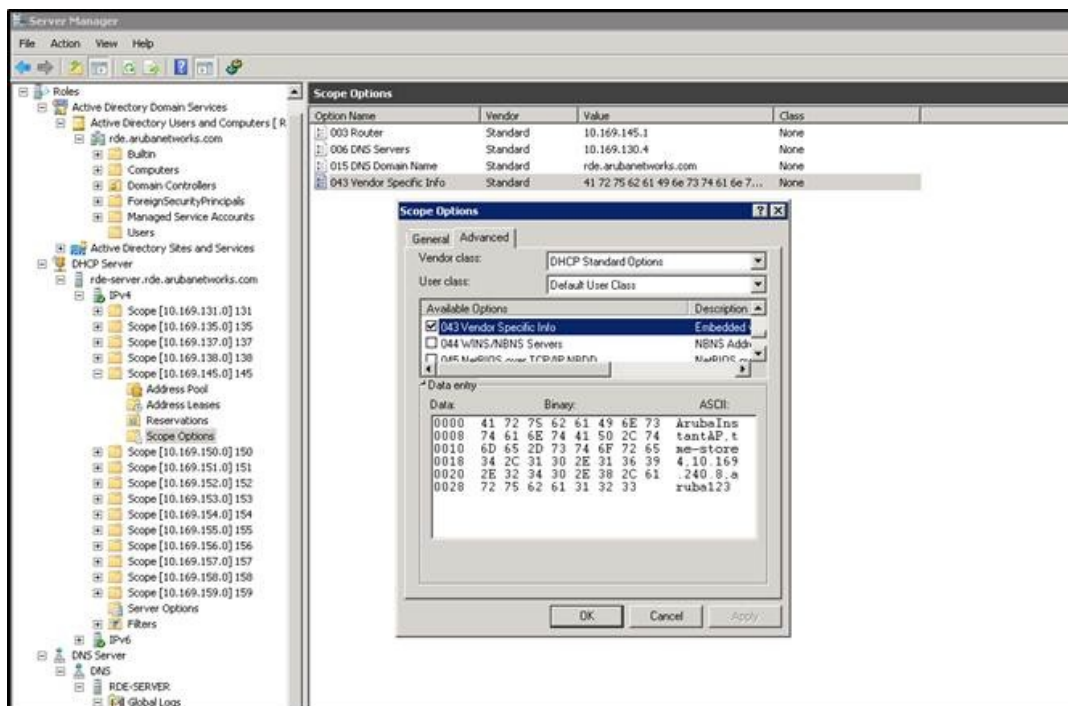 Server Manager
File Action View Help
Roles
Active Directory Domain Services
Active Directory Users and Computers [ R
rde.arubanetworks.com
Builtin
Computers
Domain Controllers
ForeignSecurityPrincipals
Managed Service Accounts
Users
Active Directory Sites and Services
DHCP Server
rde-server.rde.arubanetworks.com
IPv4
Scope [10.169.131.0] 131
Scope [10.169.135.0] 135
Scope [10.169.137.0] 137
Scope [10.169.138.0] 138
Scope [10.169.145.0] 145
Address Pool
Address Leases
Reservations
Scope Options
Scope [10.169.150.0] 150
Scope [10.169.151.0] 151
Scope [10.169.152.0] 152
Scope [10.169.153.0] 153
Scope [10.169.154.0] 154
Scope [10.169.155.0] 155
Scope [10.169.156.0] 156
Scope [10.169.157.0] 157
Scope [10.169.158.0] 158
Scope [10.169.159.0] 159
Server Options
Filters
IPv6
DNS Server
DNS
RDE-SERVER
Global Logs
Scope Options
Option Name Vendor Value Class
003 Router Standard 10.169.145.1 None
006 DNS Servers Standard 10.169.130.4 None
015 DNS Domain Name Standard rde.arubanetworks.com None
043 Vendor Specific Info Standard 41 72 75 62 61 49 6e 73 74 61 6e 7... None
Scope Options
General Advanced
Vendor class: DHCP Standard Options
User class: Default User Class
Available Options Description
043 Vendor Specific Info Embedded v
044 WINS/NBNS Servers NBNS Addr
045 NetBIOS over TCP/IP NBDD NetBIOS ov
Data entry
Data: Binary: ASCII:
0000 41 72 75 62 61 49 6E 73 ArubaIns
0008 74 61 6E 74 41 50 2C 74 tantAP,t
0010 6D 65 2D 73 74 6F 72 65 me-store
0018 34 2C 31 30 2E 31 36 39 4,10.169
0020 2E 32 34 30 2E 38 2C 61 .240.8,a
0028 72 75 62 61 31 32 33 ruba123
OK Cancel Apply